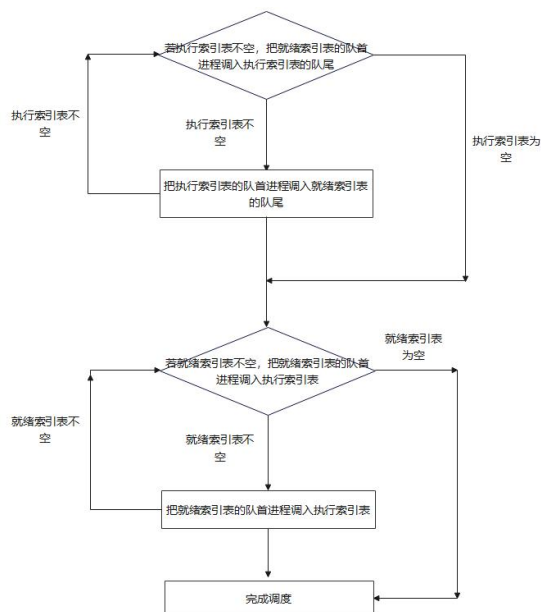 若执行索引表不空，把就绪索引表的队首
进程调入执行索引表的队尾
执行索引表不
空
执行索引表不
空
执行索引表为
空
把执行索引表的队首进程调入就绪索引表
的队尾
就绪索引表
为空
若就绪索引表不空，把就绪索引表的队首
进程调入执行索引表
就绪索引表不
空
就绪索引表不
空
把就绪索引表的队首进程调入执行索引表
完成调度